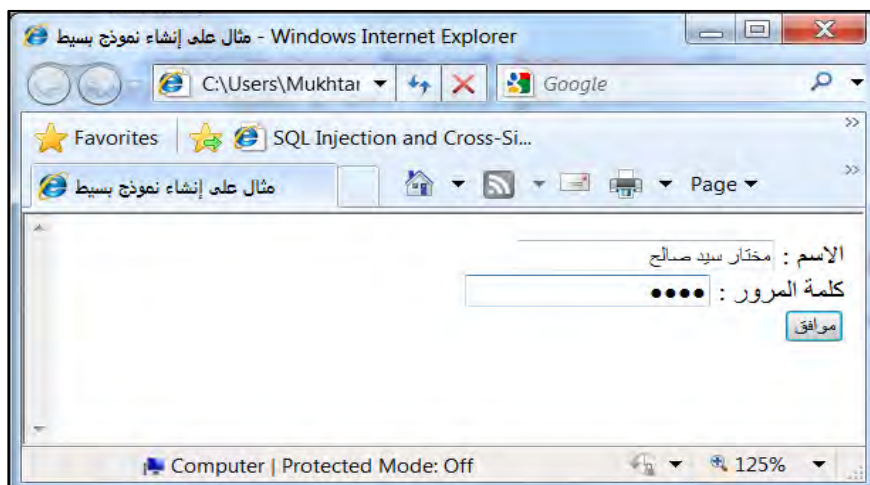 مثال على إنشاء نموذج بسيط - Windows Internet Explorer
C:\Users\Mukhtar Google
Favorites SQL Injection and Cross-Si...
مثال على إنشاء نموذج بسيط Page
الاسم : مختار سيد صالح
كلمة المرور : ●●●●
موافق
Computer | Protected Mode: Off 125%